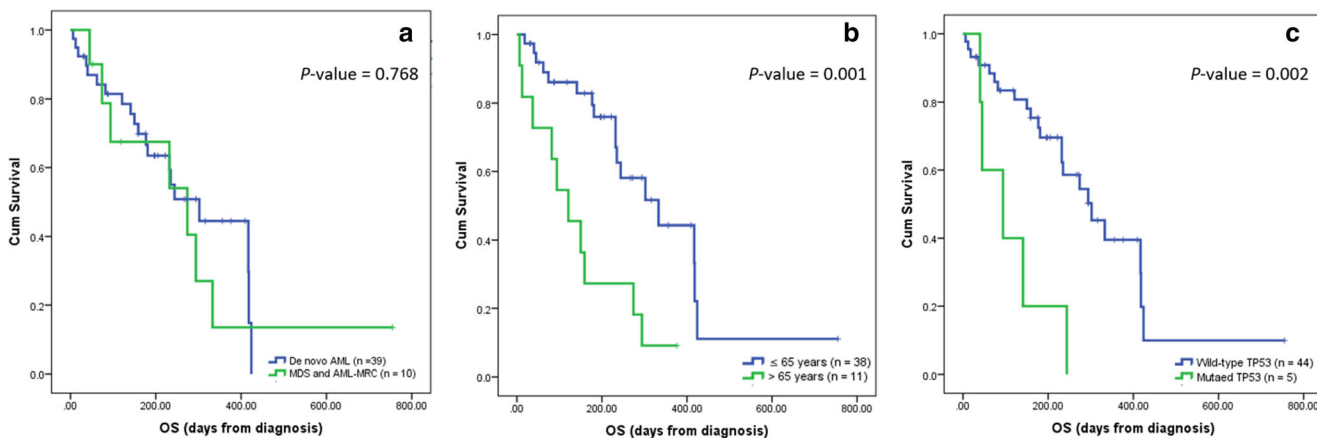 a
P-value = 0.768
Cum Survival
1.0
0.8
0.6
0.4
0.2
0.0
De novo AML (n =39)
MDS and AML-MRC (n = 10)
.00 200.00 400.00 600.00 800.00
OS (days from diagnosis)
b
P-value = 0.001
Cum Survival
1.0
0.8
0.6
0.4
0.2
0.0
≤ 65 years (n = 38)
> 65 years (n = 11)
.00 200.00 400.00 600.00 800.00
OS (days from diagnosis)
c
P-value = 0.002
Cum Survival
1.0
0.8
0.6
0.4
0.2
0.0
Wild-type TP53 (n = 44)
Mutaed TP53 (n = 5)
.00 200.00 400.00 600.00 800.00
OS (days from diagnosis)